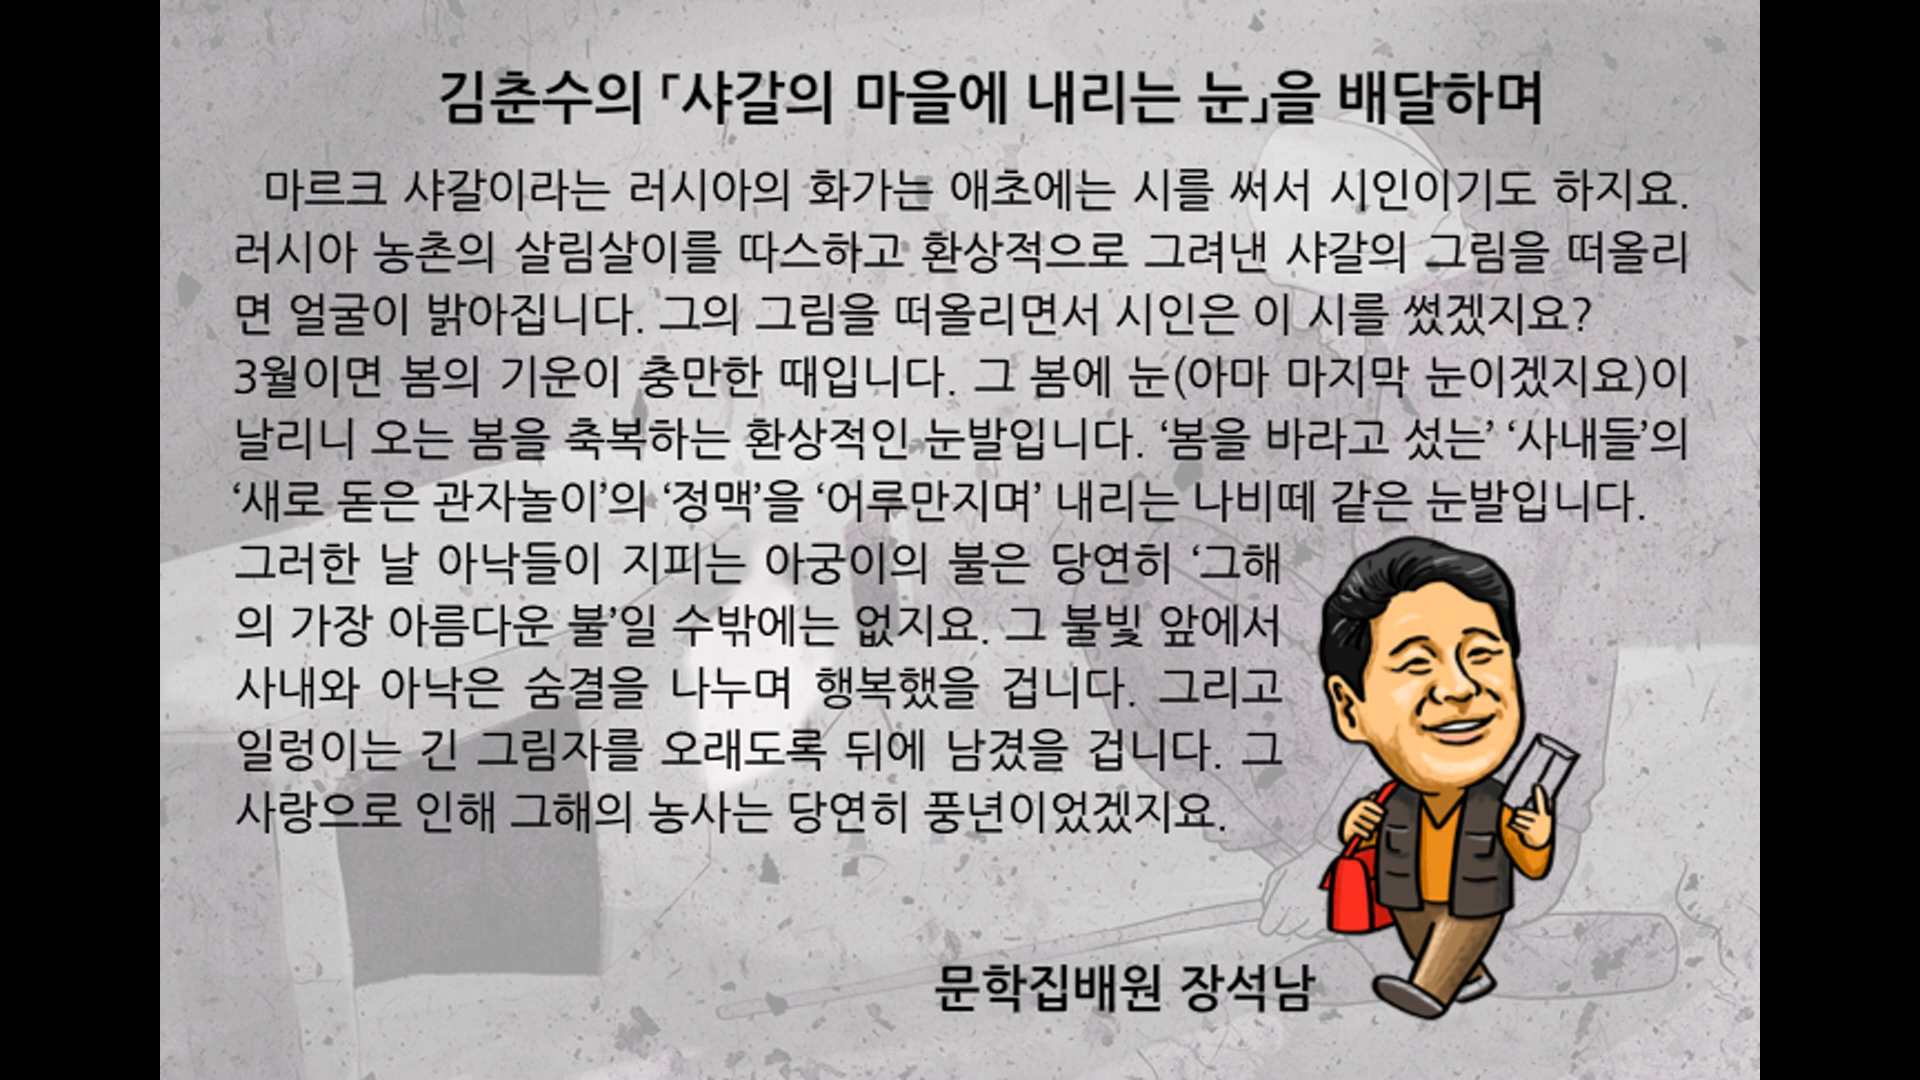 김춘수의 「샤갈의 마을에 내리는 눈」을 배달하며
마르크 샤갈이라는 러시아의 화가는 애초에는 시를 써서 시인이기도 하지요.
러시아 농촌의 살림살이를 따스하고 환상적으로 그려낸 샤갈의 그림을 떠올리
면 얼굴이 밝아집니다. 그의 그림을 떠올리면서 시인은 이 시를 썼겠지요?
3월이면 봄의 기운이 충만한 때입니다. 그 봄에 눈(아마 마지막 눈이겠지요)이
날리니 오는 봄을 축복하는 환상적인 눈발입니다. ‘봄을 바라고 섰는’ ‘사내들’의
‘새로 돋은 관자놀이’의 ‘정맥’을 ‘어루만지며’ 내리는 나비떼 같은 눈발입니다.
그러한 날 아낙들이 지피는 아궁이의 불은 당연히 ‘그해
의 가장 아름다운 불’일 수밖에는 없지요. 그 불빛 앞에서
사내와 아낙은 숨결을 나누며 행복했을 겁니다. 그리고
일렁이는 긴 그림자를 오래도록 뒤에 남겼을 겁니다. 그
사랑으로 인해 그해의 농사는 당연히 풍년이었겠지요.
문학집배원 장석남